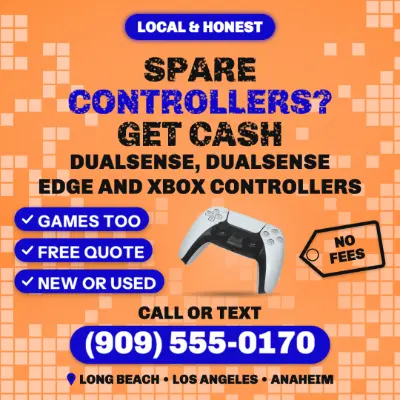 LOCAL & HONEST
SPARE
CONTROLLERS?
GET CASH
DUALSENSE, DUALSENSE
EDGE AND XBOX CONTROLLERS
GAMES TOO
FREE QUOTE
NEW OR USED
NO
FEES
CALL OR TEXT
(909) 555-0170
LONG BEACH • LOS ANGELES • ANAHEIM